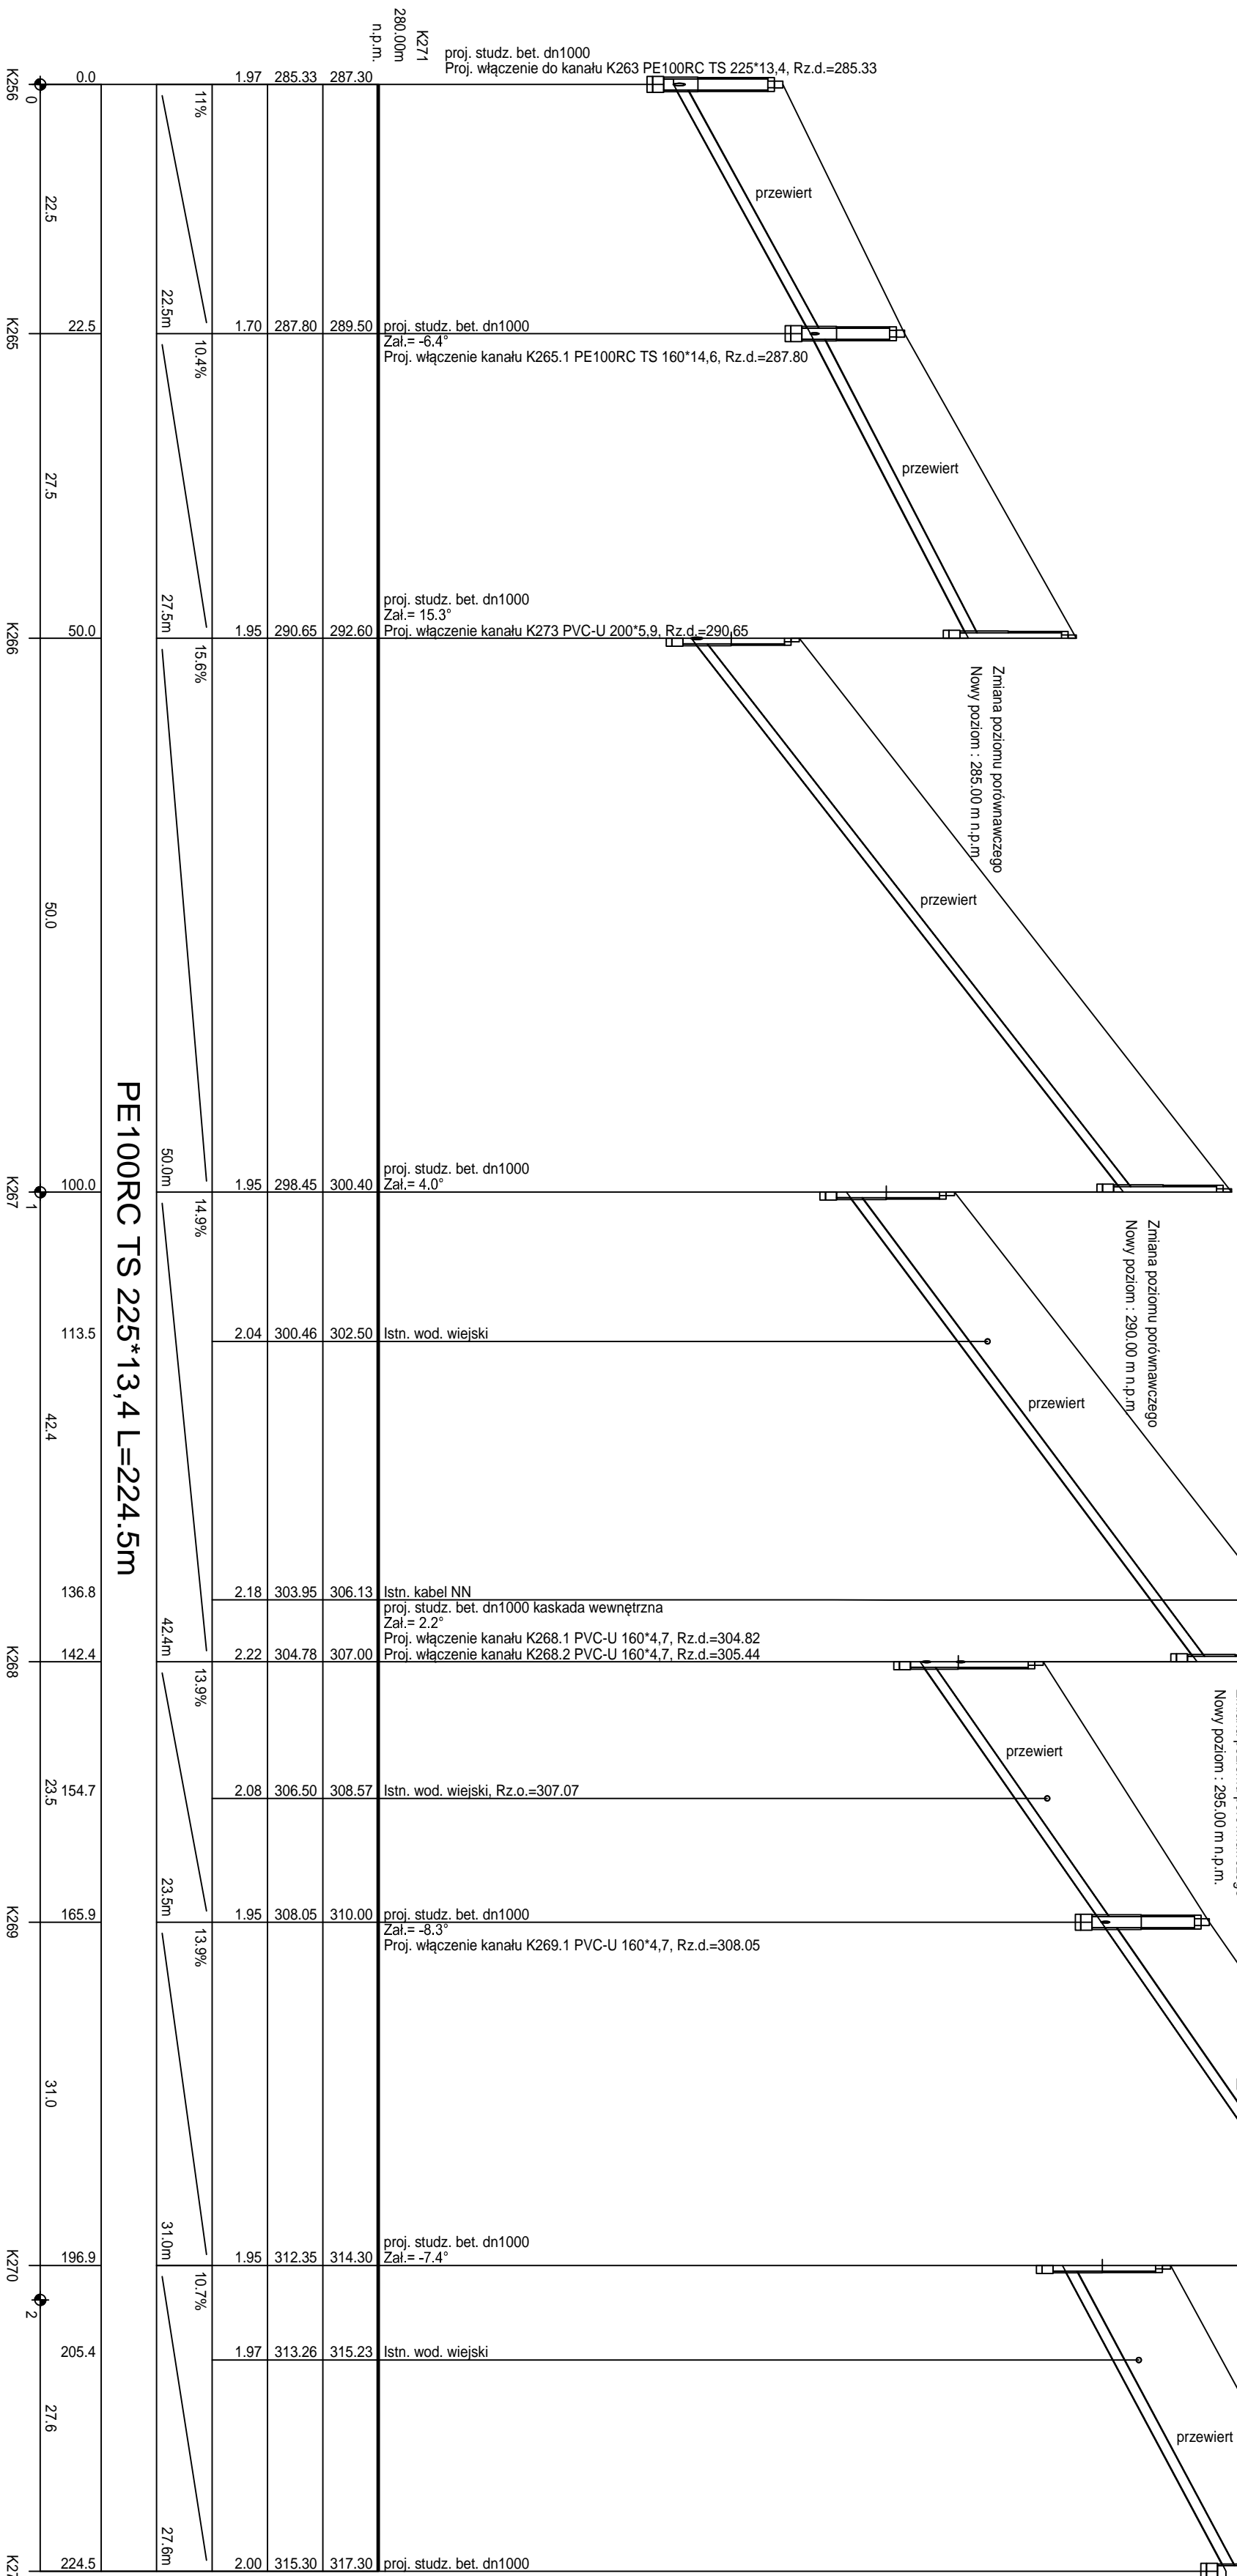 K271
280.00m
n.p.m.
proj. studz. bet. dn1000
Proj. włączenie do kanału K263 PE100RC TS 225*13,4, Rz.d.=285.33
K256
0
0.0
1.97
285.33
287.30
11%
22.5
22.5m
przewiert
K265
22.5
1.70
287.80
289.50
proj. studz. bet. dn1000
Zał.= -6.4°
Proj. włączenie kanału K265.1 PE100RC TS 160*14,6, Rz.d.=287.80
10.4%
27.5
27.5m
przewiert
K266
50.0
1.95
290.65
292.60
proj. studz. bet. dn1000
Zał.= 15.3°
Proj. włączenie kanału K273 PVC-U 200*5,9, Rz.d.=290.65
15.6%
Zmiana poziomu porównawczego
Nowy poziom : 285.00 m n.p.m.
50.0
50.0m
przewiert
PE100RC TS 225*13,4 L=224.5m
K267
1
100.0
1.95
298.45
300.40
proj. studz. bet. dn1000
Zał.= 4.0°
14.9%
Zmiana poziomu porównawczego
Nowy poziom : 290.00 m n.p.m.
113.5
2.04
300.46
302.50
Istn. wod. wiejski
42.4
42.4m
przewiert
136.8
2.18
303.95
306.13
Istn. kabel NN
proj. studz. bet. dn1000 kaskada wewnętrzna
Zał.= 2.2°
Proj. włączenie kanału K268.1 PVC-U 160*4,7, Rz.d.=304.82
Proj. włączenie kanału K268.2 PVC-U 160*4,7, Rz.d.=305.44
K268
142.4
2.22
304.78
307.00
13.9%
Nowy poziom : 295.00 m n.p.m.
przewiert
23.5
154.7
2.08
306.50
308.57
Istn. wod. wiejski, Rz.o.=307.07
23.5m
K269
165.9
1.95
308.05
310.00
proj. studz. bet. dn1000
Zał.= -8.3°
Proj. włączenie kanału K269.1 PVC-U 160*4,7, Rz.d.=308.05
13.9%
31.0
31.0m
K270
196.9
1.95
312.35
314.30
proj. studz. bet. dn1000
Zał.= -7.4°
10.7%
2
205.4
1.97
313.26
315.23
Istn. wod. wiejski
27.6
27.6m
przewiert
224.5
2.00
315.30
317.30
proj. studz. bet. dn1000